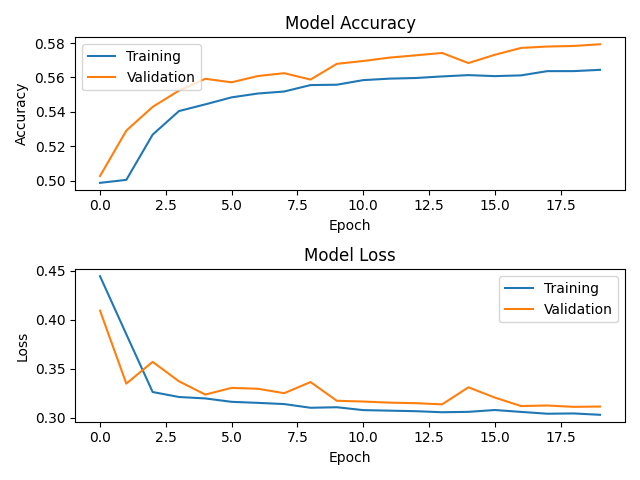 Model Accuracy
Accuracy
0.58
0.56
0.54
0.52
0.50
Training
Validation
0.0 2.5 5.0 7.5 10.0 12.5 15.0 17.5
Epoch
Model Loss
Loss
0.45
0.40
0.35
0.30
Training
Validation
0.0 2.5 5.0 7.5 10.0 12.5 15.0 17.5
Epoch